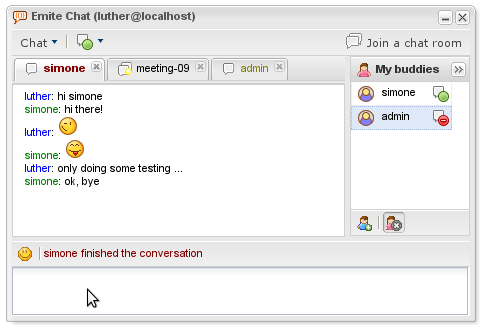 Emite Chat (luther@localhost)
Chat
Join a chat room
simone
meeting-09
admin
My buddies
luther: hi simone
simone: hi there!
luther:
simone:
luther: only doing some testing ...
simone: ok, bye
simone
admin
simone finished the conversation